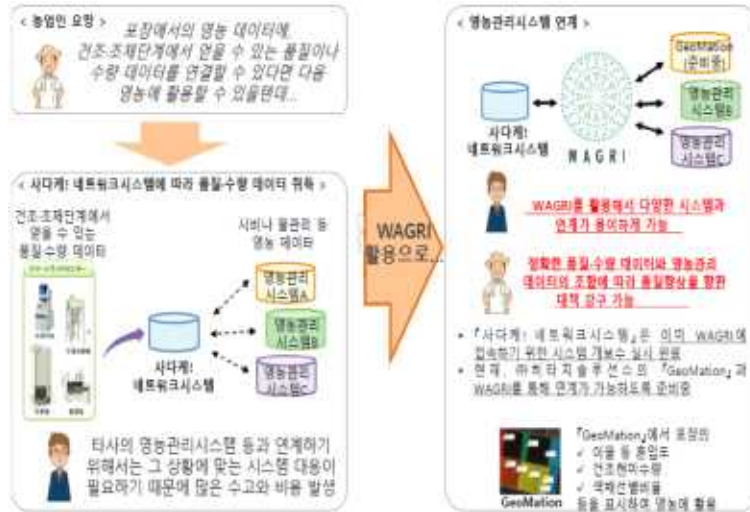 < 농업인 요망 >
포장에서의 영농 데이터에
건조·조제단계에서 얻을 수 있는 품질이나
수량 데이터를 연결할 수 있다면 다음
영농에 활용할 수 있을텐데...
< 사다케! 네트워크시스템에 따라 품질·수량 데이터 취득 >
건조·조제단계에서
얻을 수 있는
품질·수량 데이터
시비나 물관리 등
영농 데이터
영농관리
시스템A
영농관리
시스템B
영농관리
시스템C
사다케!
네트워크시스템
타사의 영농관리시스템 등과 연계하기
위해서는 그 상황에 맞는 시스템 대응이
필요하기 때문에 많은 수고와 비용 발생
WAGRI
활용으로...
< 영농관리시스템 연계 >
GeoMation
(준비중)
영농관리
시스템B
영농관리
시스템C
사다케!
네트워크시스템
WAGRI
WAGRI를 활용해서 다양한 시스템과
연계가 용이하게 가능
정확한 품질·수량 데이터와 영농관리
데이터의 조합에 따라 품질향상을 향한
대책 강구 가능
• 『사다케! 네트워크시스템』은 이미 WAGRI에
접속하기 위한 시스템 개보수 실시 완료
• 현재, ㈜히타치솔루션스의 『GeoMation』과
WAGRI를 통해 연계가 가능하도록 준비중
『GeoMation』에서 포장의
✓ 이물 등 혼입도
✓ 건조현미수량
✓ 색채선별비율
등을 표시하여 영농에 활용
GeoMation